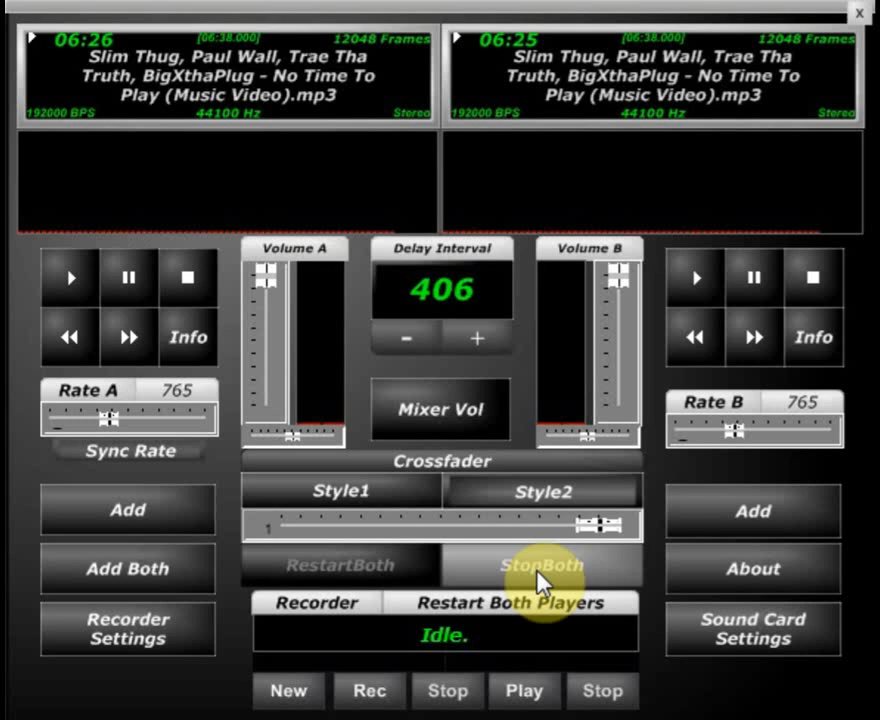 x
06:26 [06:38.000] 12048 Frames
Slim Thug, Paul Wall, Trae Tha
Truth, BigXthaPlug - No Time To
Play (Music Video).mp3
192000 BPS 44100 Hz Stereo
06:25 [06:38.000] 12048 Frames
Slim Thug, Paul Wall, Trae Tha
Truth, BigXthaPlug - No Time To
Play (Music Video).mp3
192000 BPS 44100 Hz Stereo
Volume A
Delay Interval
Volume B
406
- +
Mixer Vol
Info
Info
Rate A 765
Sync Rate
Rate B 765
Crossfader
Style1 Style2
1
RestartBoth StopBoth
Add
Add Both
Recorder
Settings
Add
About
Sound Card
Settings
Recorder Restart Both Players
Idle.
New Rec Stop Play Stop